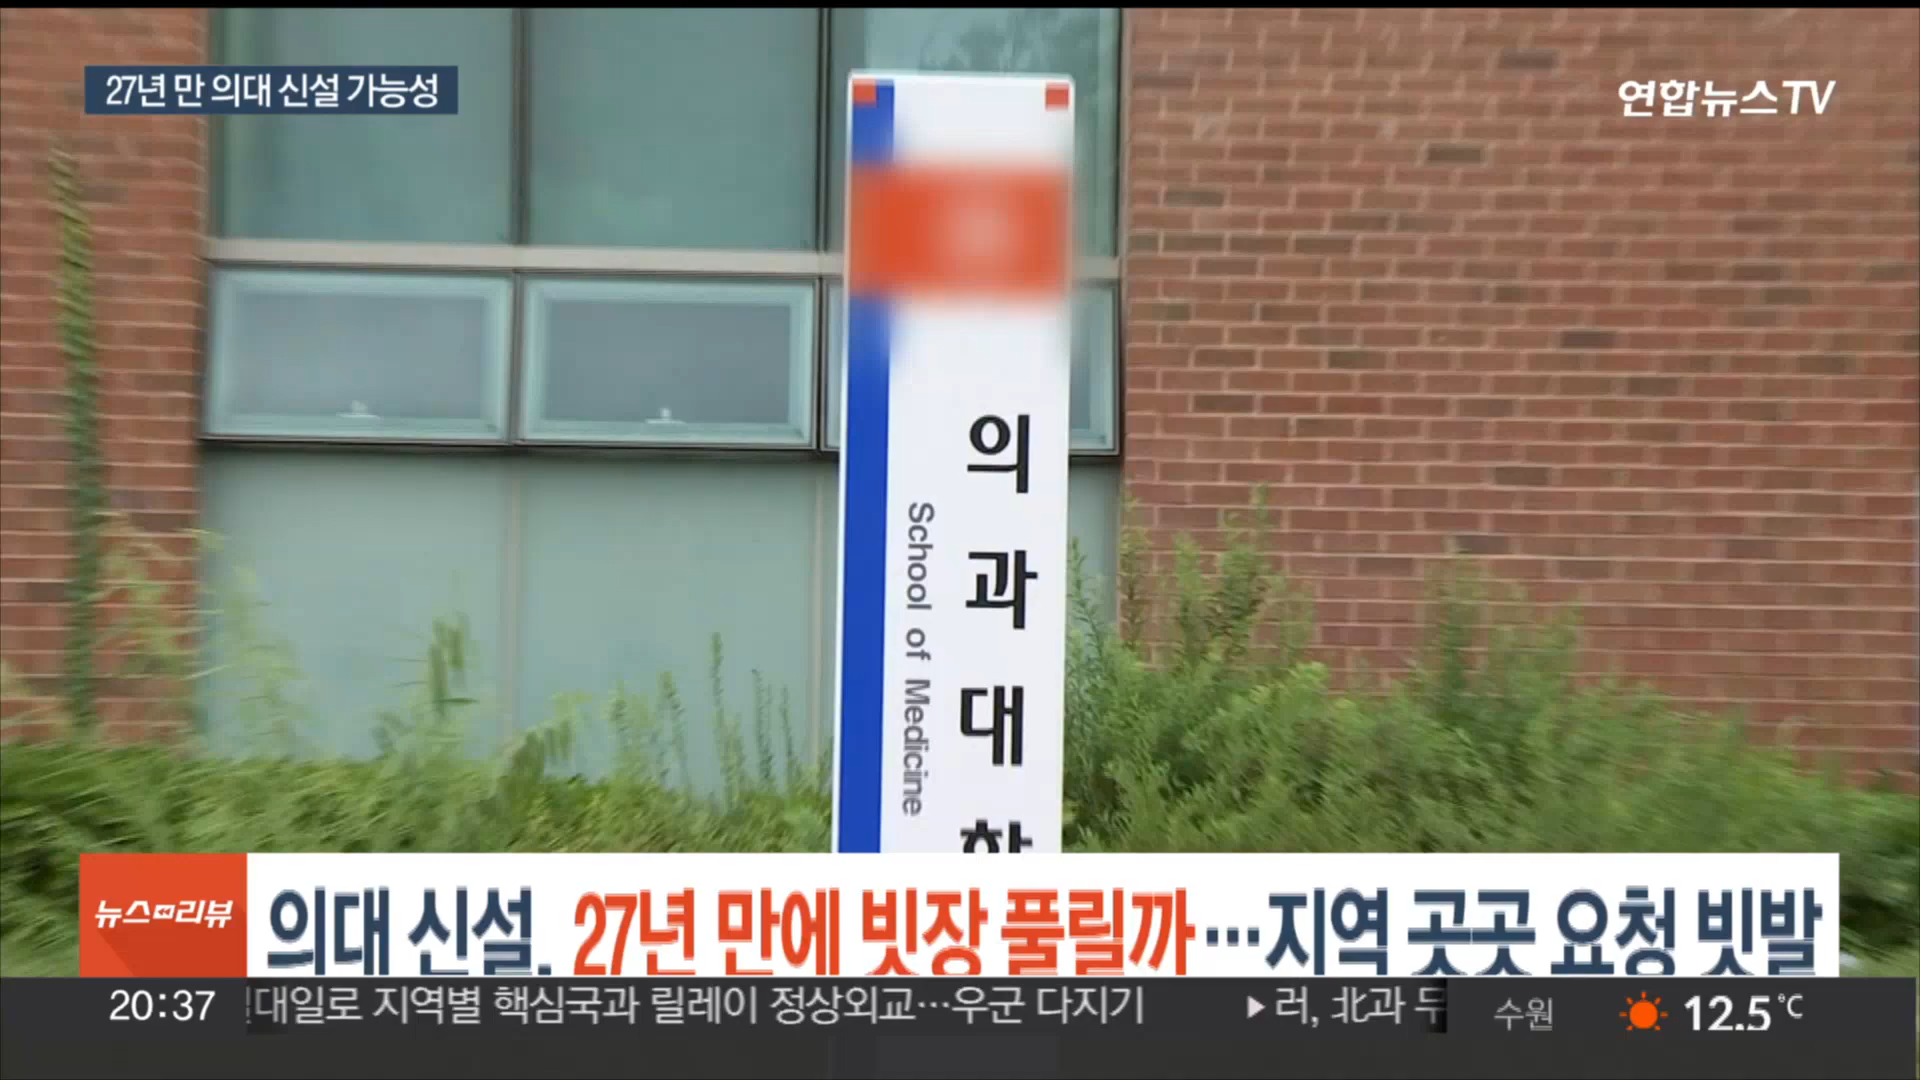 27년 만 의대 신설 가능성
연합뉴스TV
의과대학
School of Medicine
뉴스리뷰
의대 신설, 27년 만에 빗장 풀릴까…지역 곳곳 요청 빗발
20:37
대일로 지역별 핵심국과 릴레이 정상외교…우군 다지기
▶러, 北과
수원
12.5℃